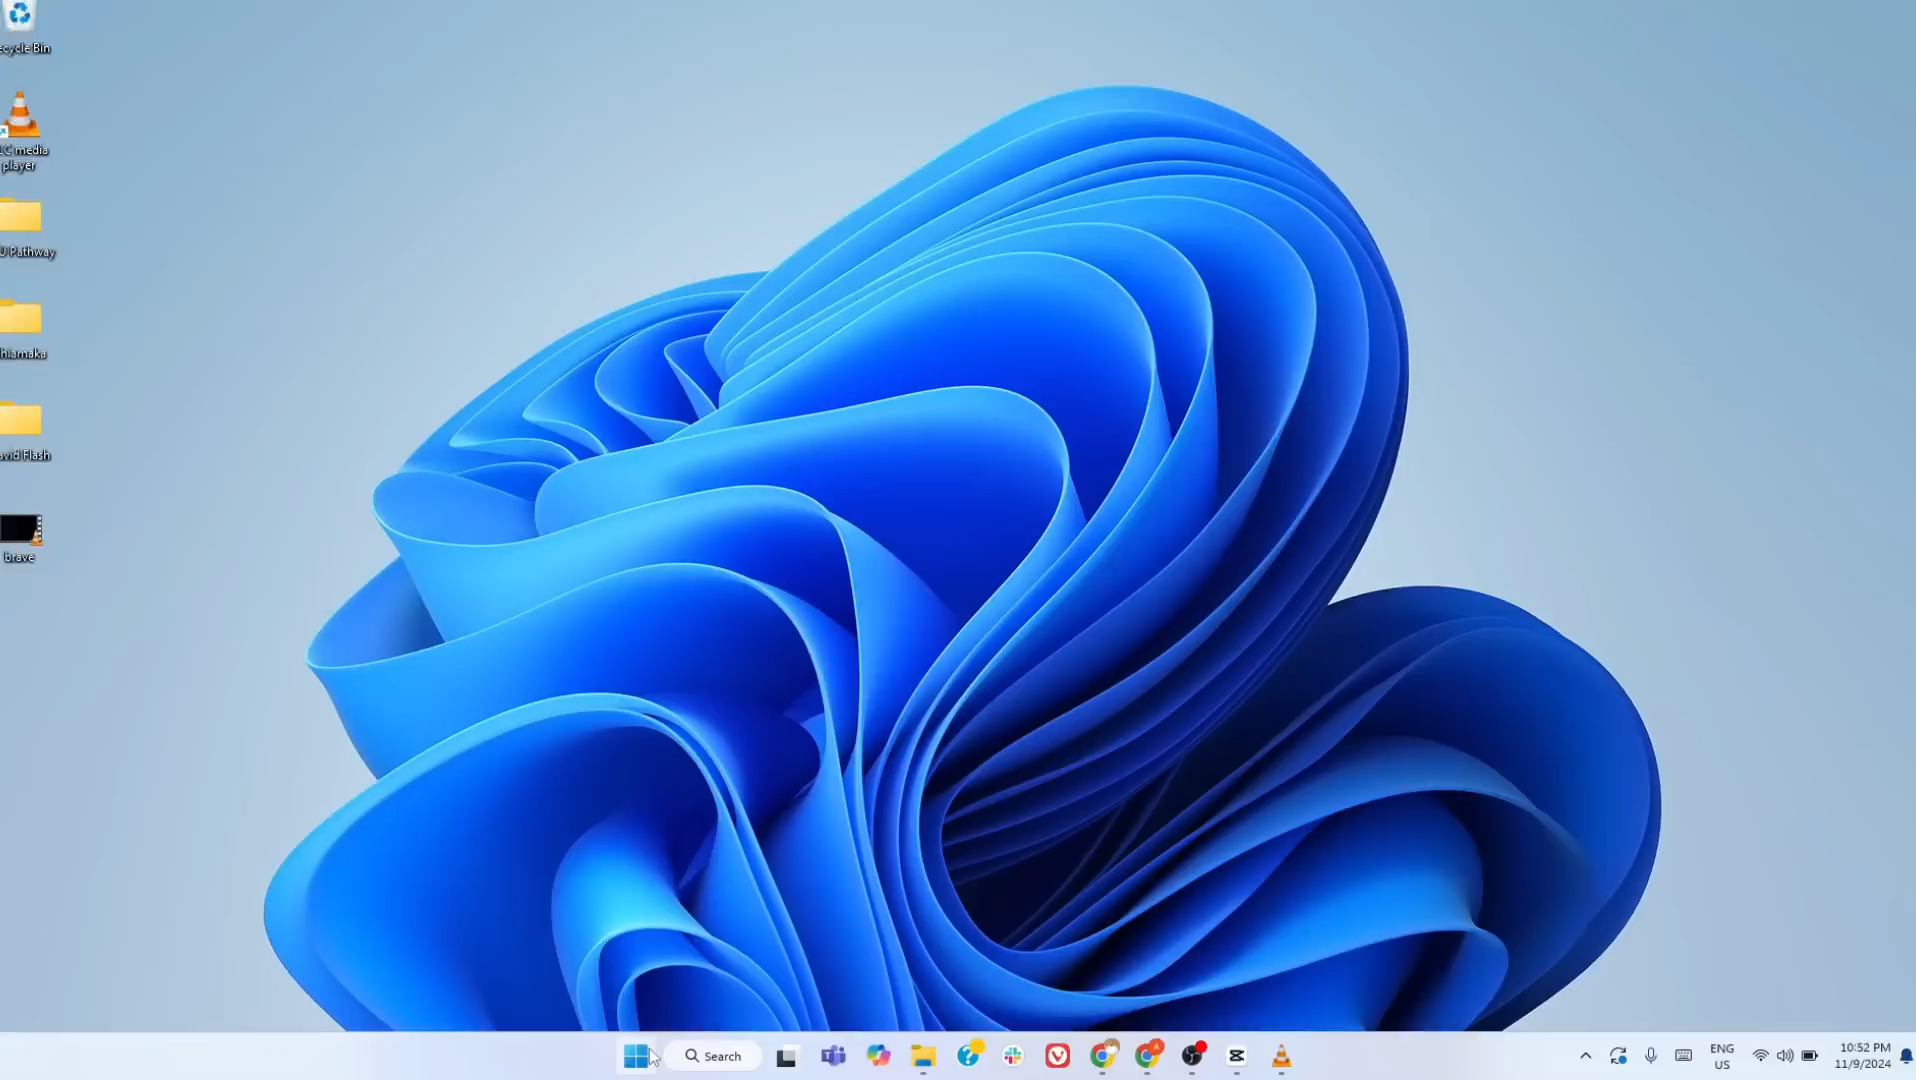 ecycle Bin
LC media
player
U Pathway
hiamaka
avid Flash
brave
Search
ENG
US
10:52 PM
11/9/2024